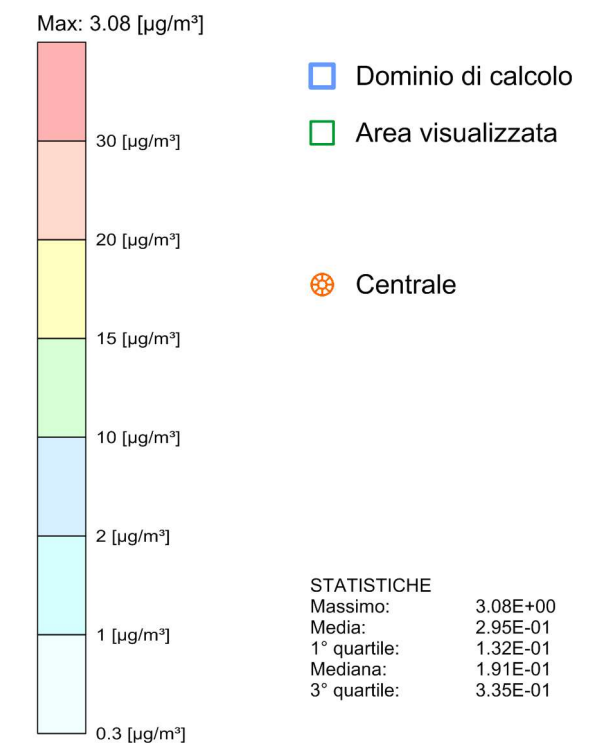 Max: 3.08 [µg/m³]
30 [µg/m³]
20 [µg/m³]
15 [µg/m³]
10 [µg/m³]
2 [µg/m³]
1 [µg/m³]
0.3 [µg/m³]
Dominio di calcolo
Area visualizzata
Centrale
STATISTICHE
Massimo: 3.08E+00
Media: 2.95E-01
1° quartile: 1.32E-01
Mediana: 1.91E-01
3° quartile: 3.35E-01